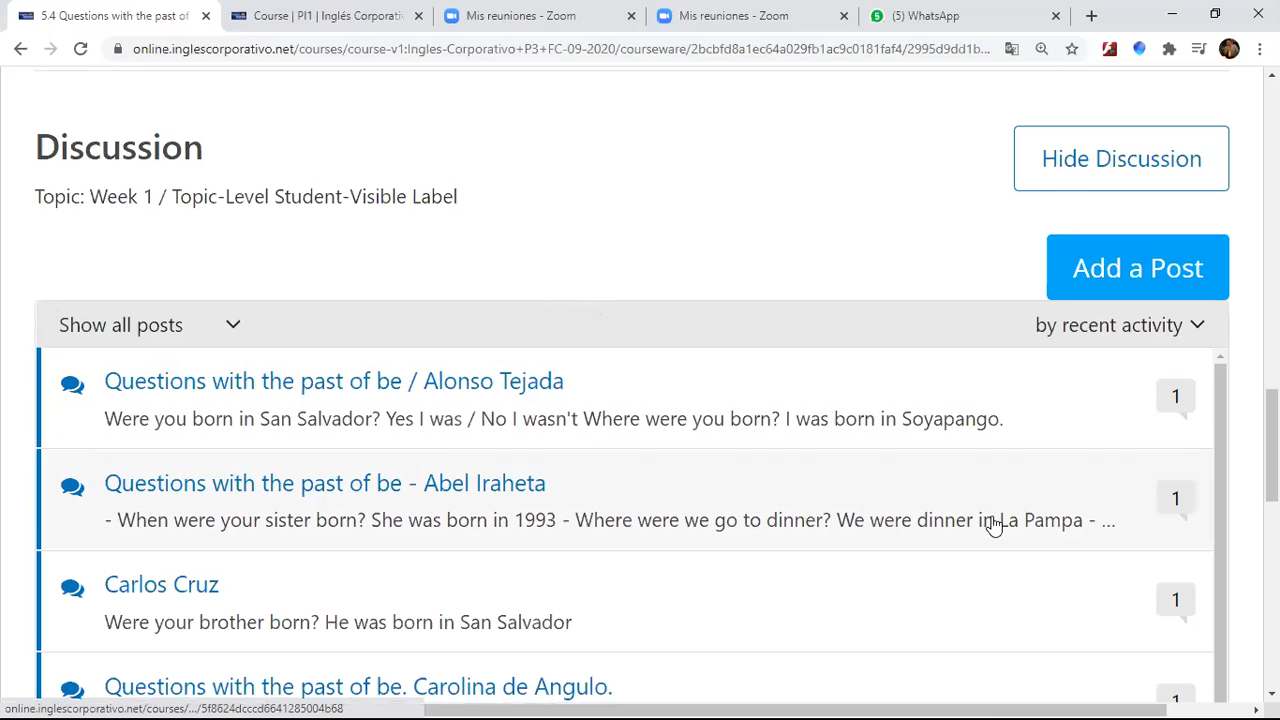 5.4 Questions with the past of
Course | PI1 | Inglés Corporativ
Mis reuniones - Zoom
Mis reuniones - Zoom
(5) WhatsApp
online.inglescorporativo.net/courses/course-v1:Ingles-Corporativo+P3+FC-09-2020/courseware/2bcbfd8a1ec64a029fb1ac9c0181faf4/2995d9dd1b...
Discussion
Hide Discussion
Topic: Week 1 / Topic-Level Student-Visible Label
Add a Post
Show all posts
by recent activity
Questions with the past of be / Alonso Tejada
1
Were you born in San Salvador? Yes I was / No I wasn't Where were you born? I was born in Soyapango.
Questions with the past of be - Abel Iraheta
1
- When were your sister born? She was born in 1993 - Where were we go to dinner? We were dinner in La Pampa - ...
Carlos Cruz
1
Were your brother born? He was born in San Salvador
Questions with the past of be. Carolina de Angulo.
1
online.inglescorporativo.net/courses/.../5f8624dcccd6641285004b68